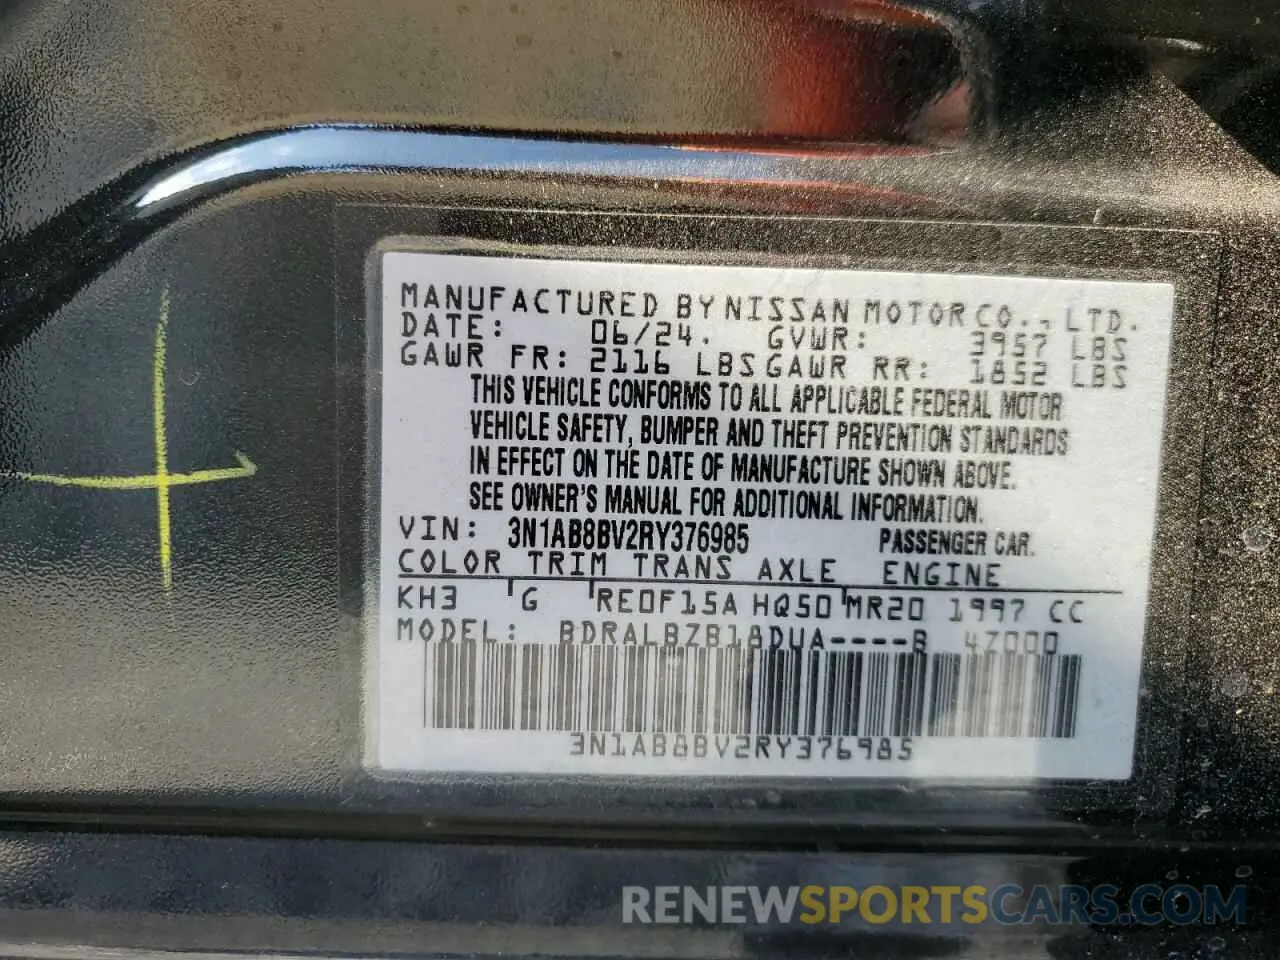 MANUFACTURED BY NISSAN MOTOR CO., LTD.
DATE: 06/24. GVWR: 3957 LBS
GAWR FR: 2116 LBS GAWR RR: 1852 LBS
THIS VEHICLE CONFORMS TO ALL APPLICABLE FEDERAL MOTOR
VEHICLE SAFETY, BUMPER AND THEFT PREVENTION STANDARDS
IN EFFECT ON THE DATE OF MANUFACTURE SHOWN ABOVE.
SEE OWNER'S MANUAL FOR ADDITIONAL INFORMATION.
VIN: 3N1AB8BV2RY376985 PASSENGER CAR.
COLOR TRIM TRANS AXLE ENGINE
KH3 G RE0F15A HQ50 MR20 1997 CC
MODEL: BDRALBZB18DUA----B 4Z000
3N1AB8BV2RY376985
RENEWSPORTSCARS.COM